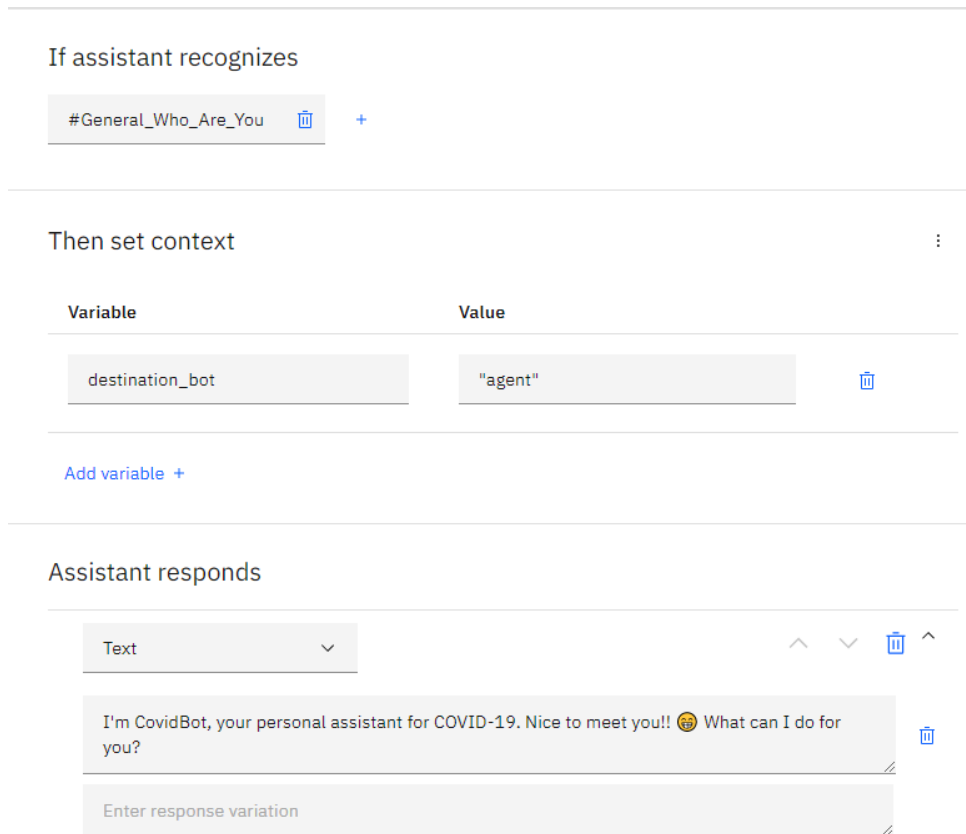 If assistant recognizes
#General_Who_Are_You
+
Then set context
Variable Value
destination_bot "agent"
Add variable +
Assistant responds
Text
I'm CovidBot, your personal assistant for COVID-19. Nice to meet you!! 😁 What can I do for
you?
Enter response variation